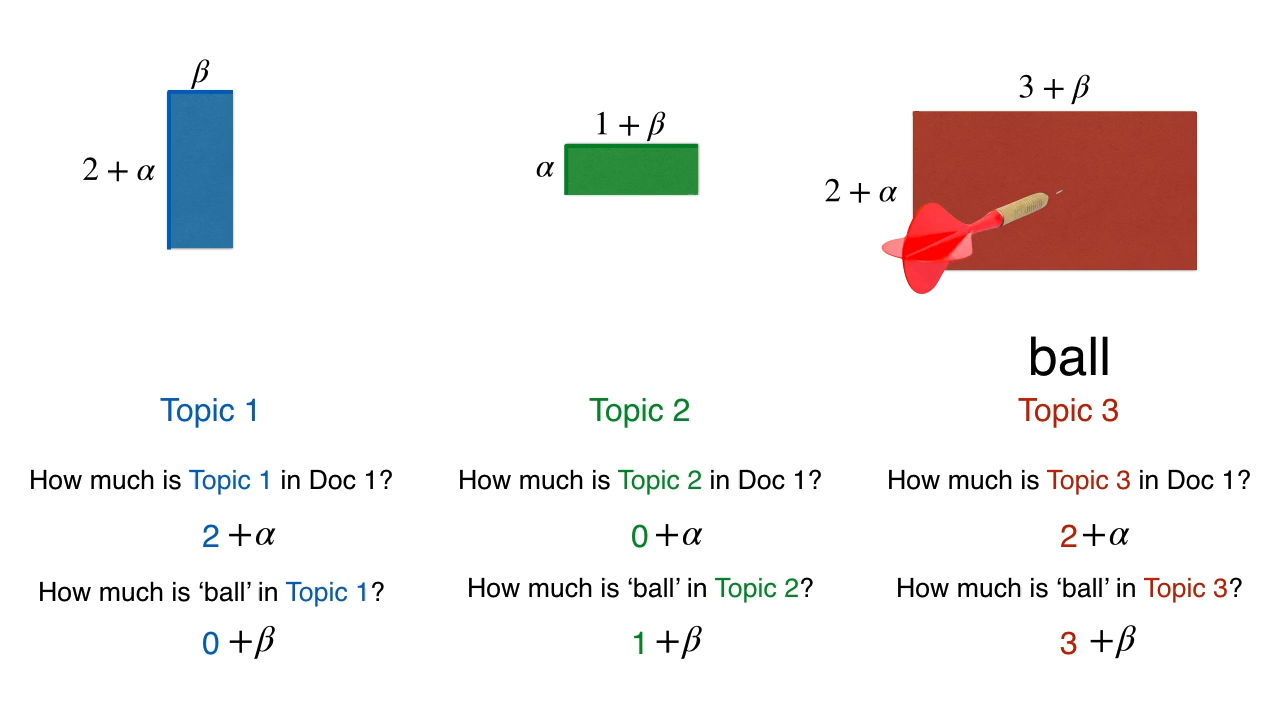 β
2 + α
1 + β
α
3 + β
2 + α
ball
Topic 1
Topic 2
Topic 3
How much is Topic 1 in Doc 1?
How much is Topic 2 in Doc 1?
How much is Topic 3 in Doc 1?
2 +α
0 +α
2 +α
How much is ‘ball’ in Topic 1?
How much is ‘ball’ in Topic 2?
How much is ‘ball’ in Topic 3?
0 +β
1 +β
3 +β